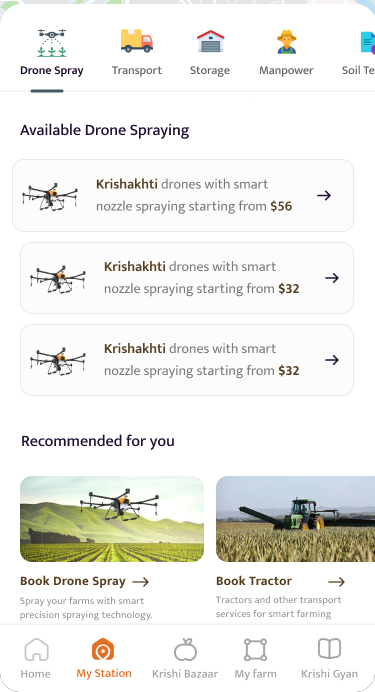 Drone Spray
Transport
Storage
Manpower
Soil Te
Available Drone Spraying
Krishakhti drones with smart
nozzle spraying starting from $56
Krishakhti drones with smart
nozzle spraying starting from $32
Krishakhti drones with smart
nozzle spraying starting from $32
Recommended for you
Book Drone Spray
Spray your farms with smart
precision spraying technology.
Book Tractor
Tractors and other transport
services for smart farming
Home
My Station
Krishi Bazaar
My farm
Krishi Gyan